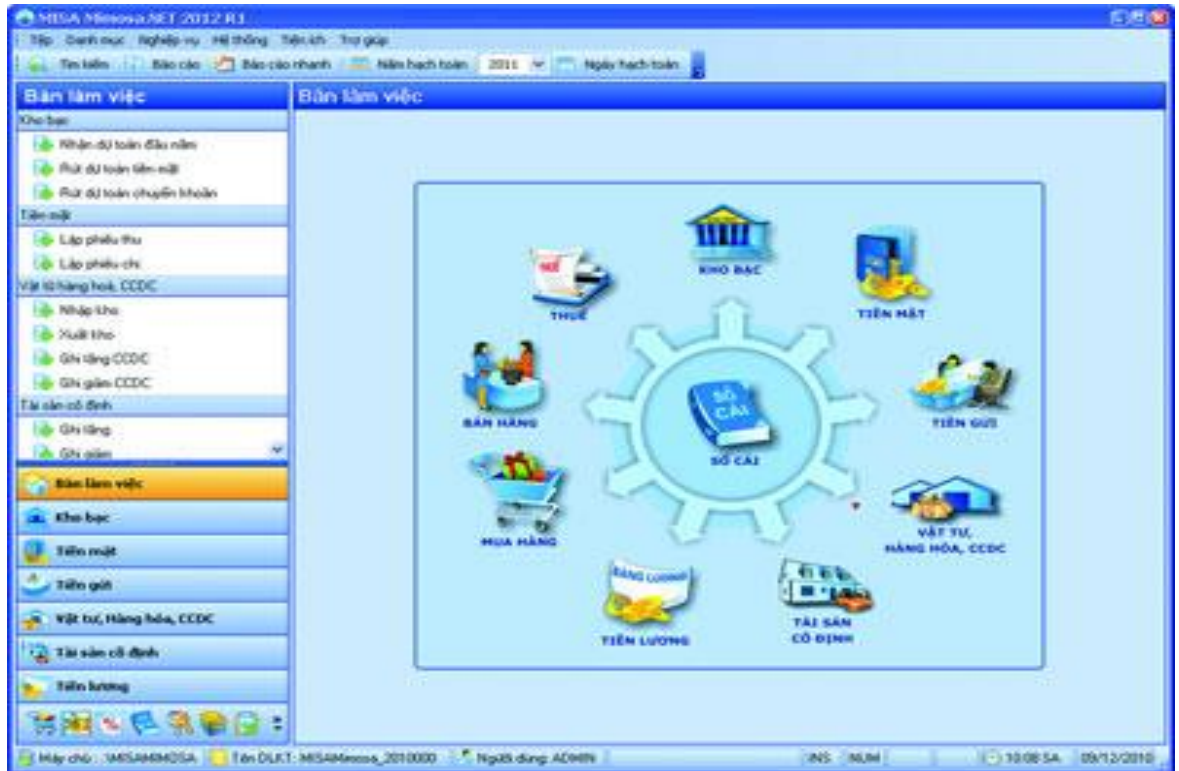 MISA Mimosa.NET 2012 R1
Tệp Danh mục Nghiệp vụ Hệ thống Tiện ích Trợ giúp
Tìm kiếm Báo cáo Báo cáo nhanh Năm hạch toán 2011 Ngày hạch toán
Bàn làm việc
Bàn làm việc
Kho bạc
Nhận dự toán đầu năm
Rút dự toán tiền mặt
Rút dự toán chuyển khoản
Tiền mặt
Lập phiếu thu
Lập phiếu chi
Vật tư hàng hoá, CCDC
Nhập kho
Xuất kho
Ghi tăng CCDC
Ghi giảm CCDC
Tài sản cố định
Ghi tăng
Ghi giảm
Bàn làm việc
Kho bạc
Tiền mặt
Tiền gửi
Vật tư, Hàng hóa, CCDC
Tài sản cố định
Tiền lương
KHO BẠC
THUẾ
TIỀN MẶT
BÁN HÀNG
SỔ
CÁI
SỔ CÁI
TIỀN GỬI
MUA HÀNG
VẬT TƯ,
HÀNG HÓA, CCDC
BẢNG LƯƠNG
TIỀN LƯƠNG
TÀI SẢN
CỐ ĐỊNH
Máy chủ : \MISAMIMOSA Tên DLKT: MISAMimosa_2010000 Người dùng: ADMIN INS NUM 10:08 SA 09/12/2010